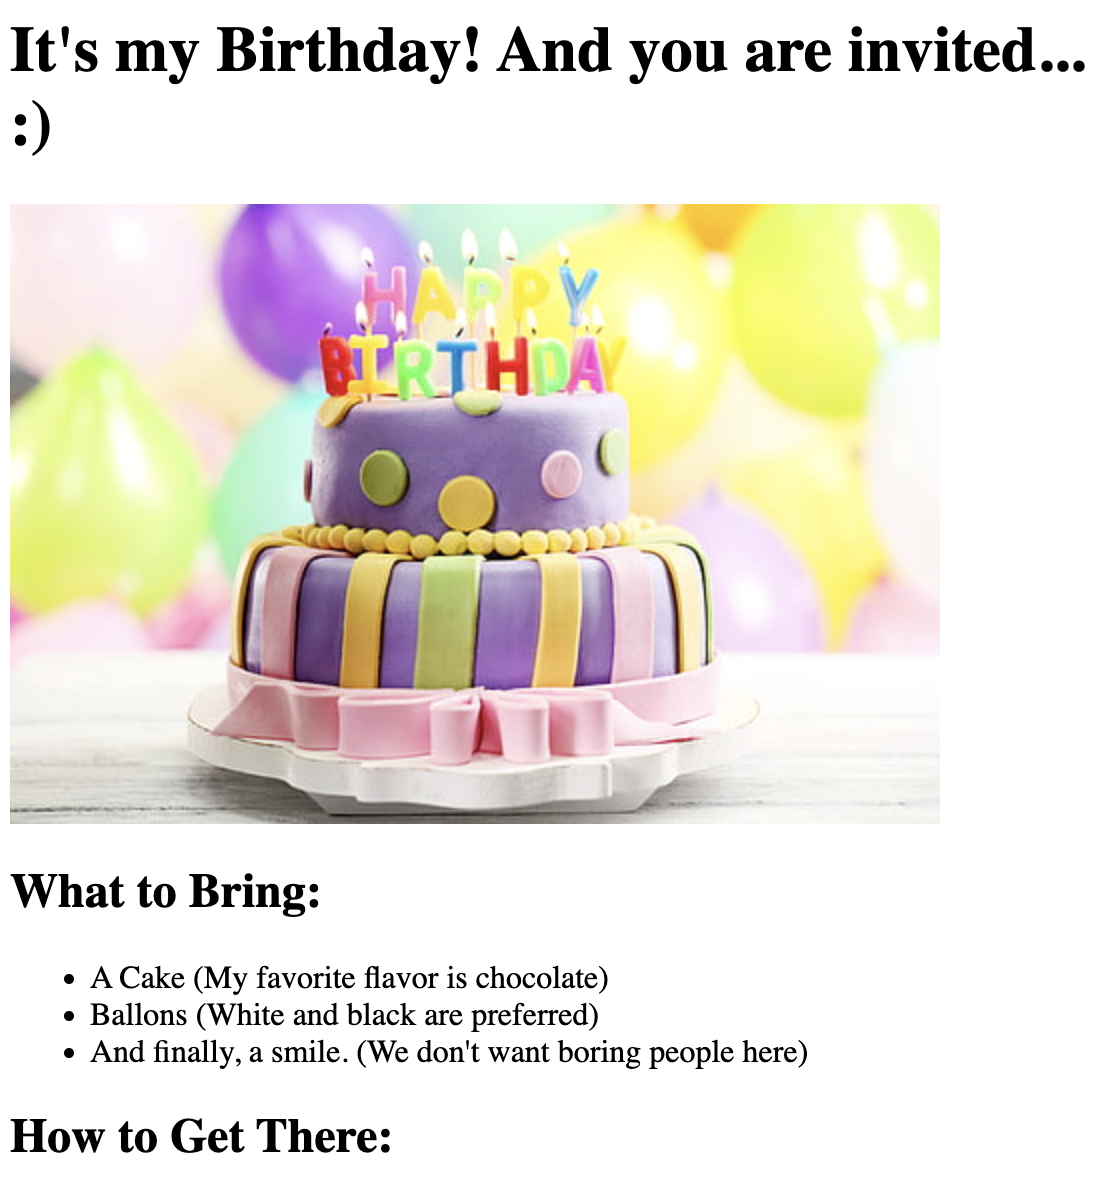 It's my Birthday! And you are invited...
:)
HAPPY
BIRTHDAY
What to Bring:
A Cake (My favorite flavor is chocolate)
Ballons (White and black are preferred)
And finally, a smile. (We don't want boring people here)
How to Get There: